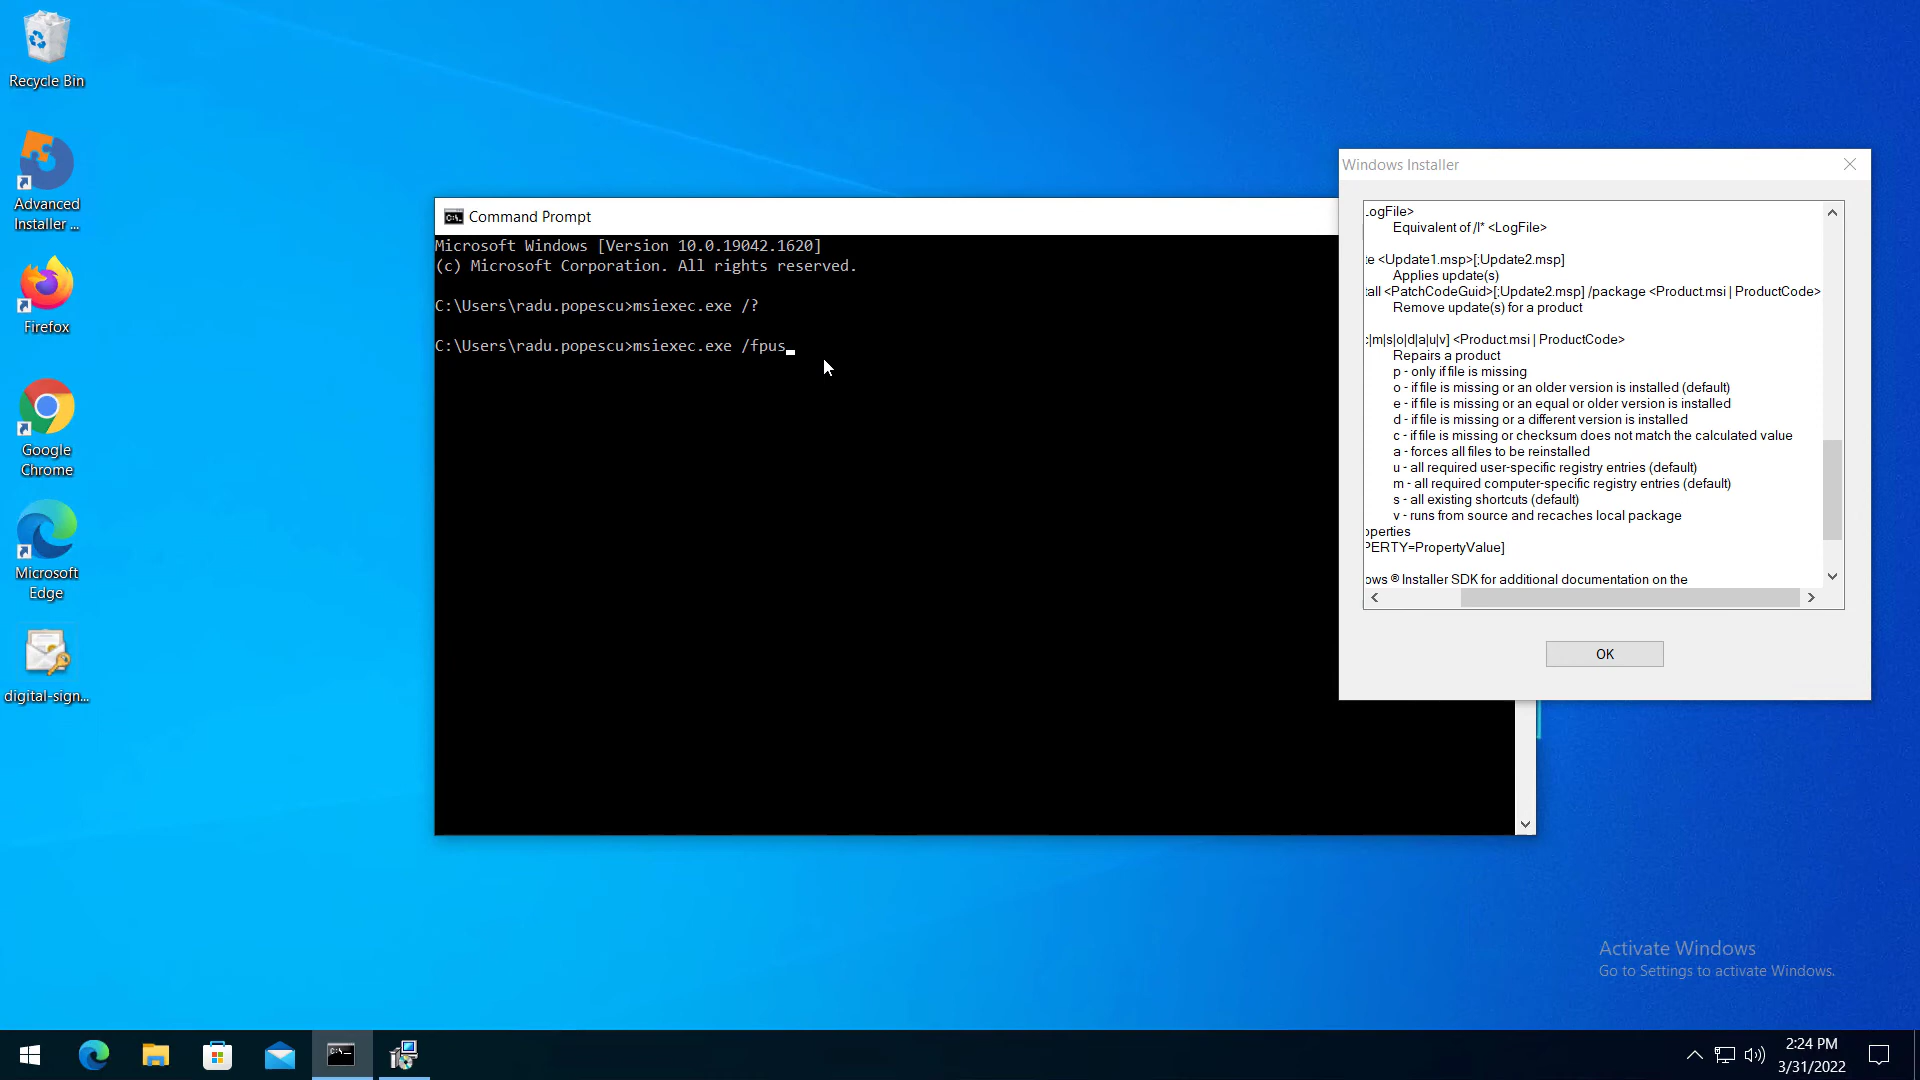 Recycle Bin
Advanced
Installer ...
Firefox
Google
Chrome
Microsoft
Edge
digital-sign...
Command Prompt
Microsoft Windows [Version 10.0.19042.1620]
(c) Microsoft Corporation. All rights reserved.
C:\Users\radu.popescu>msiexec.exe /?
C:\Users\radu.popescu>msiexec.exe /fpus
Windows Installer
LogFile>
Equivalent of /l* <LogFile>
te <Update1.msp>[;Update2.msp]
Applies update(s)
tall <PatchCodeGuid>[;Update2.msp] /package <Product.msi | ProductCode>
Remove update(s) for a product
c|m|s|o|d|a|u|v] <Product.msi | ProductCode>
Repairs a product
p - only if file is missing
o - if file is missing or an older version is installed (default)
e - if file is missing or an equal or older version is installed
d - if file is missing or a different version is installed
c - if file is missing or checksum does not match the calculated value
a - forces all files to be reinstalled
u - all required user-specific registry entries (default)
m - all required computer-specific registry entries (default)
s - all existing shortcuts (default)
v - runs from source and recaches local package
operties
PERTY=PropertyValue]
ows ® Installer SDK for additional documentation on the
OK
Activate Windows
Go to Settings to activate Windows.
2:24 PM
3/31/2022